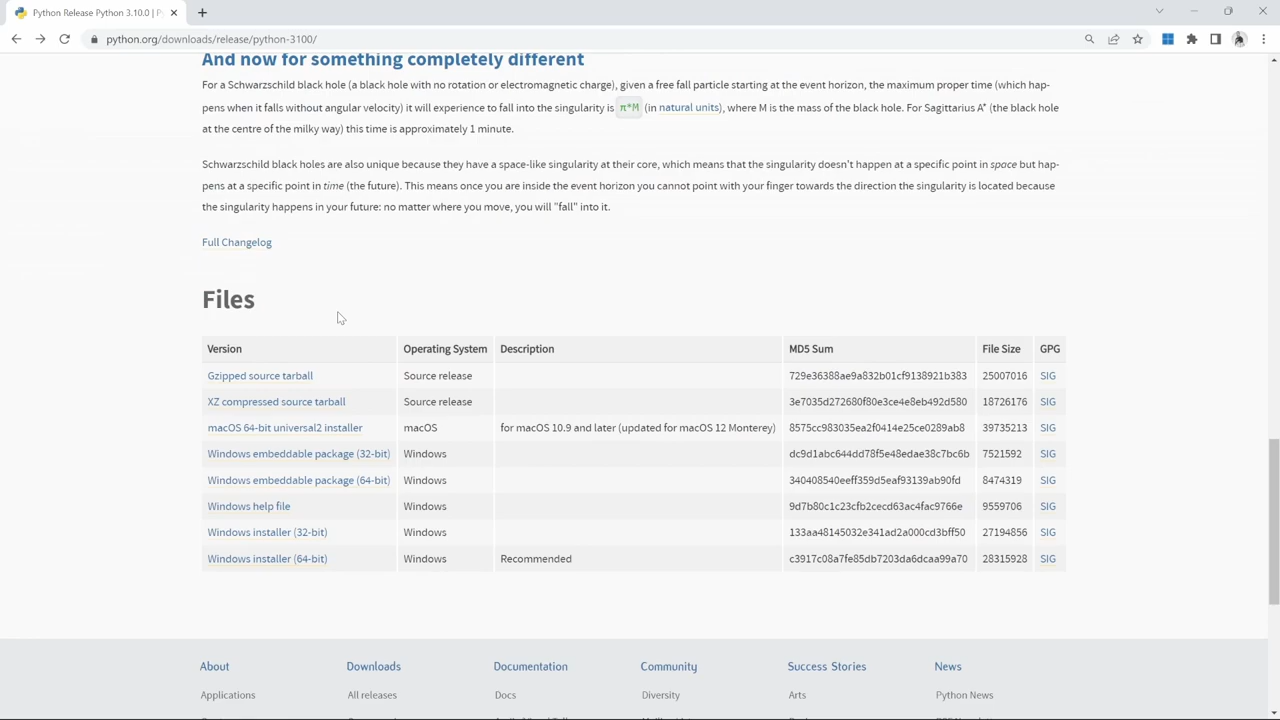 Python Release Python 3.10.0 | P
python.org/downloads/release/python-3100/
And now for something completely different
For a Schwarzschild black hole (a black hole with no rotation or electromagnetic charge), given a free fall particle starting at the event horizon, the maximum proper time (which hap-
pens when it falls without angular velocity) it will experience to fall into the singularity is π*M (in natural units), where M is the mass of the black hole. For Sagittarius A* (the black hole
at the centre of the milky way) this time is approximately 1 minute.
Schwarzschild black holes are also unique because they have a space-like singularity at their core, which means that the singularity doesn't happen at a specific point in space but hap-
pens at a specific point in time (the future). This means once you are inside the event horizon you cannot point with your finger towards the direction the singularity is located because
the singularity happens in your future: no matter where you move, you will "fall" into it.
Full Changelog
Files
Version Operating System Description MD5 Sum File Size GPG
Gzipped source tarball Source release 729e36388ae9a832b01cf9138921b383 25007016 SIG
XZ compressed source tarball Source release 3e7035d272680f80e3ce4e8eb492d580 18726176 SIG
macOS 64-bit universal2 installer macOS for macOS 10.9 and later (updated for macOS 12 Monterey) 8575cc983035ea2f0414e25ce0289ab8 39735213 SIG
Windows embeddable package (32-bit) Windows dc9d1abc644dd78f5e48edae38c7bc6b 7521592 SIG
Windows embeddable package (64-bit) Windows 340408540eeff359d5eaf93139ab90fd 8474319 SIG
Windows help file Windows 9d7b80c1c23cfb2cecd63ac4fac9766e 9559706 SIG
Windows installer (32-bit) Windows 133aa48145032e341ad2a000cd3bff50 27194856 SIG
Windows installer (64-bit) Windows Recommended c3917c08a7fe85db7203da6dcaa99a70 28315928 SIG
About Downloads Documentation Community Success Stories News
Applications All releases Docs Diversity Arts Python News